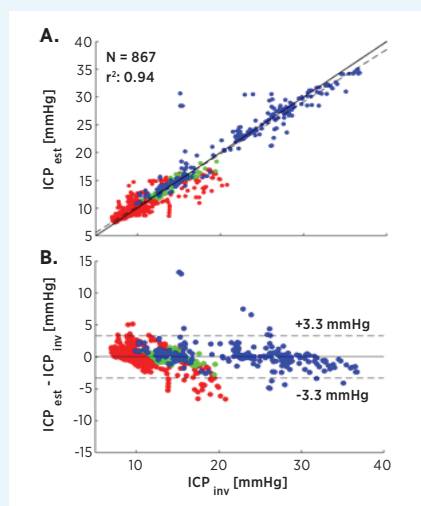 A.
40
35
30
25
20
15
10
5
ICP est [mmHg]
N = 867
r²: 0.94
B.
15
10
5
0
-5
-10
-15
ICP est - ICP inv [mmHg]
+3.3 mmHg
-3.3 mmHg
10 20 30 40
ICP inv [mmHg]